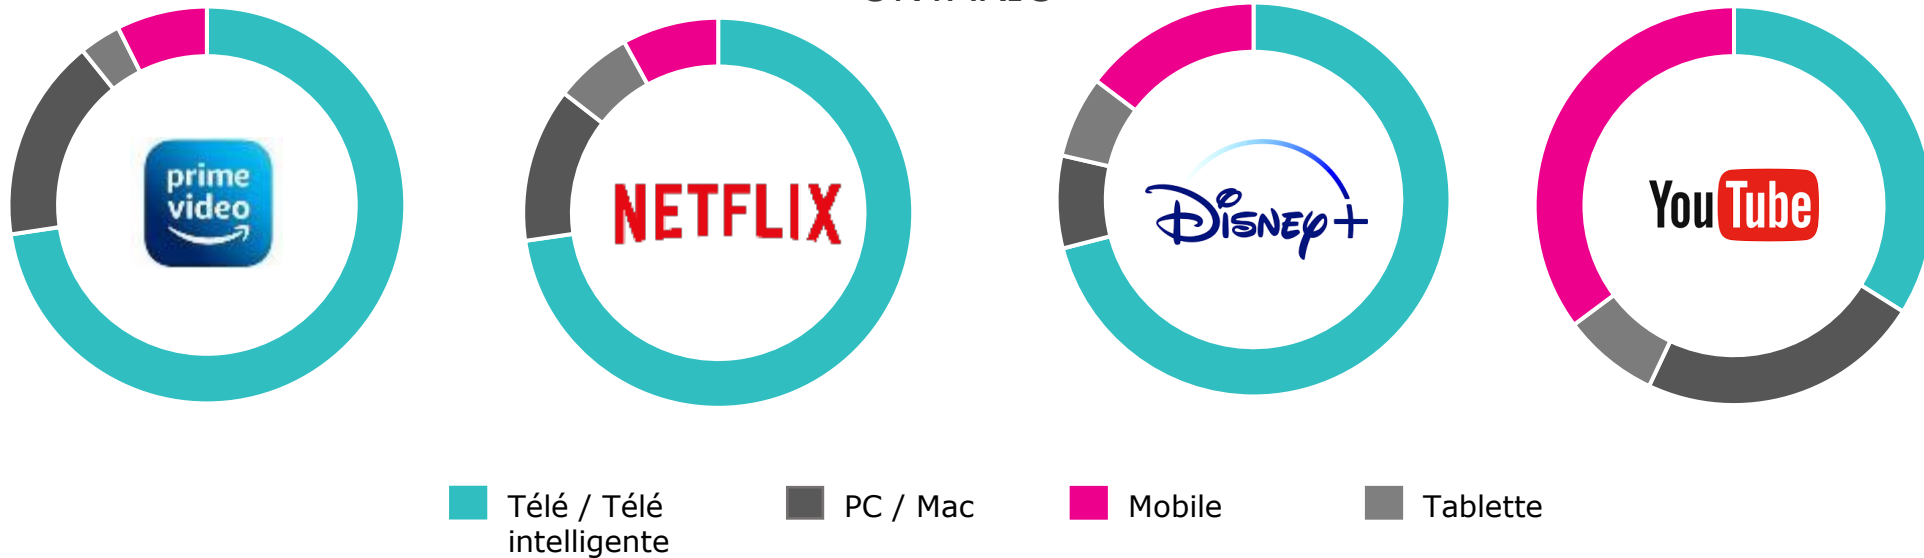 prime
video
NETFLIX
Disney+
YouTube
Télé / Télé
intelligente
PC / Mac
Mobile
Tablette